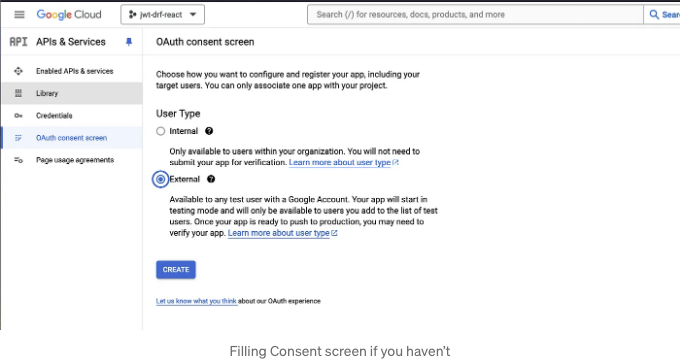 Google Cloud
jwt-drf-react
Search (/) for resources, docs, products, and more
Sear
API APIs & Services
OAuth consent screen
Enabled APIs & services
Library
Credentials
OAuth consent screen
Page usage agreements
Choose how you want to configure and register your app, including your
target users. You can only associate one app with your project.
User Type
Internal
Only available to users within your organization. You will not need to
submit your app for verification. Learn more about user type
External
Available to any test user with a Google Account. Your app will start in
testing mode and will only be available to users you add to the list of test
users. Once your app is ready to push to production, you may need to
verify your app. Learn more about user type
CREATE
Let us know what you think about our OAuth experience
Filling Consent screen if you haven't